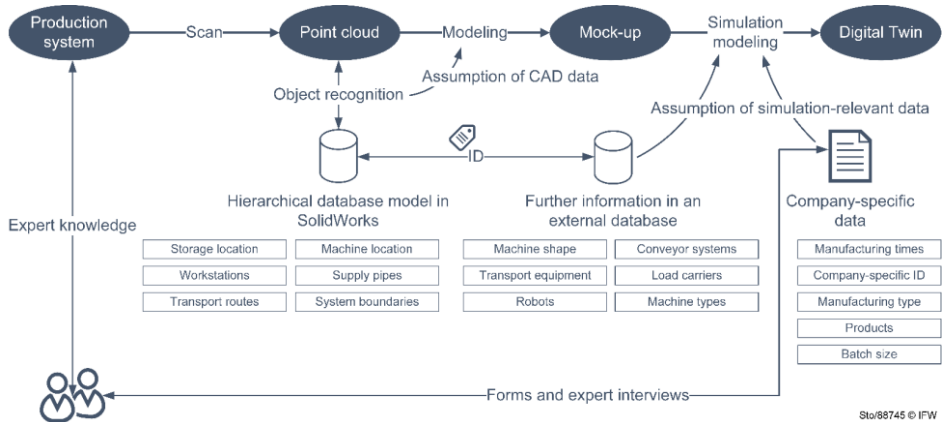 Production
system
Scan
Point cloud
Modeling
Mock-up
Simulation
modeling
Digital Twin
Assumption of CAD data
Object recognition
Assumption of simulation-relevant data
ID
Hierarchical database model in
SolidWorks
Further information in an
external database
Company-specific
data
Expert knowledge
Storage location
Machine location
Machine shape
Conveyor systems
Manufacturing times
Workstations
Supply pipes
Transport equipment
Load carriers
Company-specific ID
Transport routes
System boundaries
Robots
Machine types
Manufacturing type
Products
Batch size
Forms and expert interviews
Sto/88745 © IFW